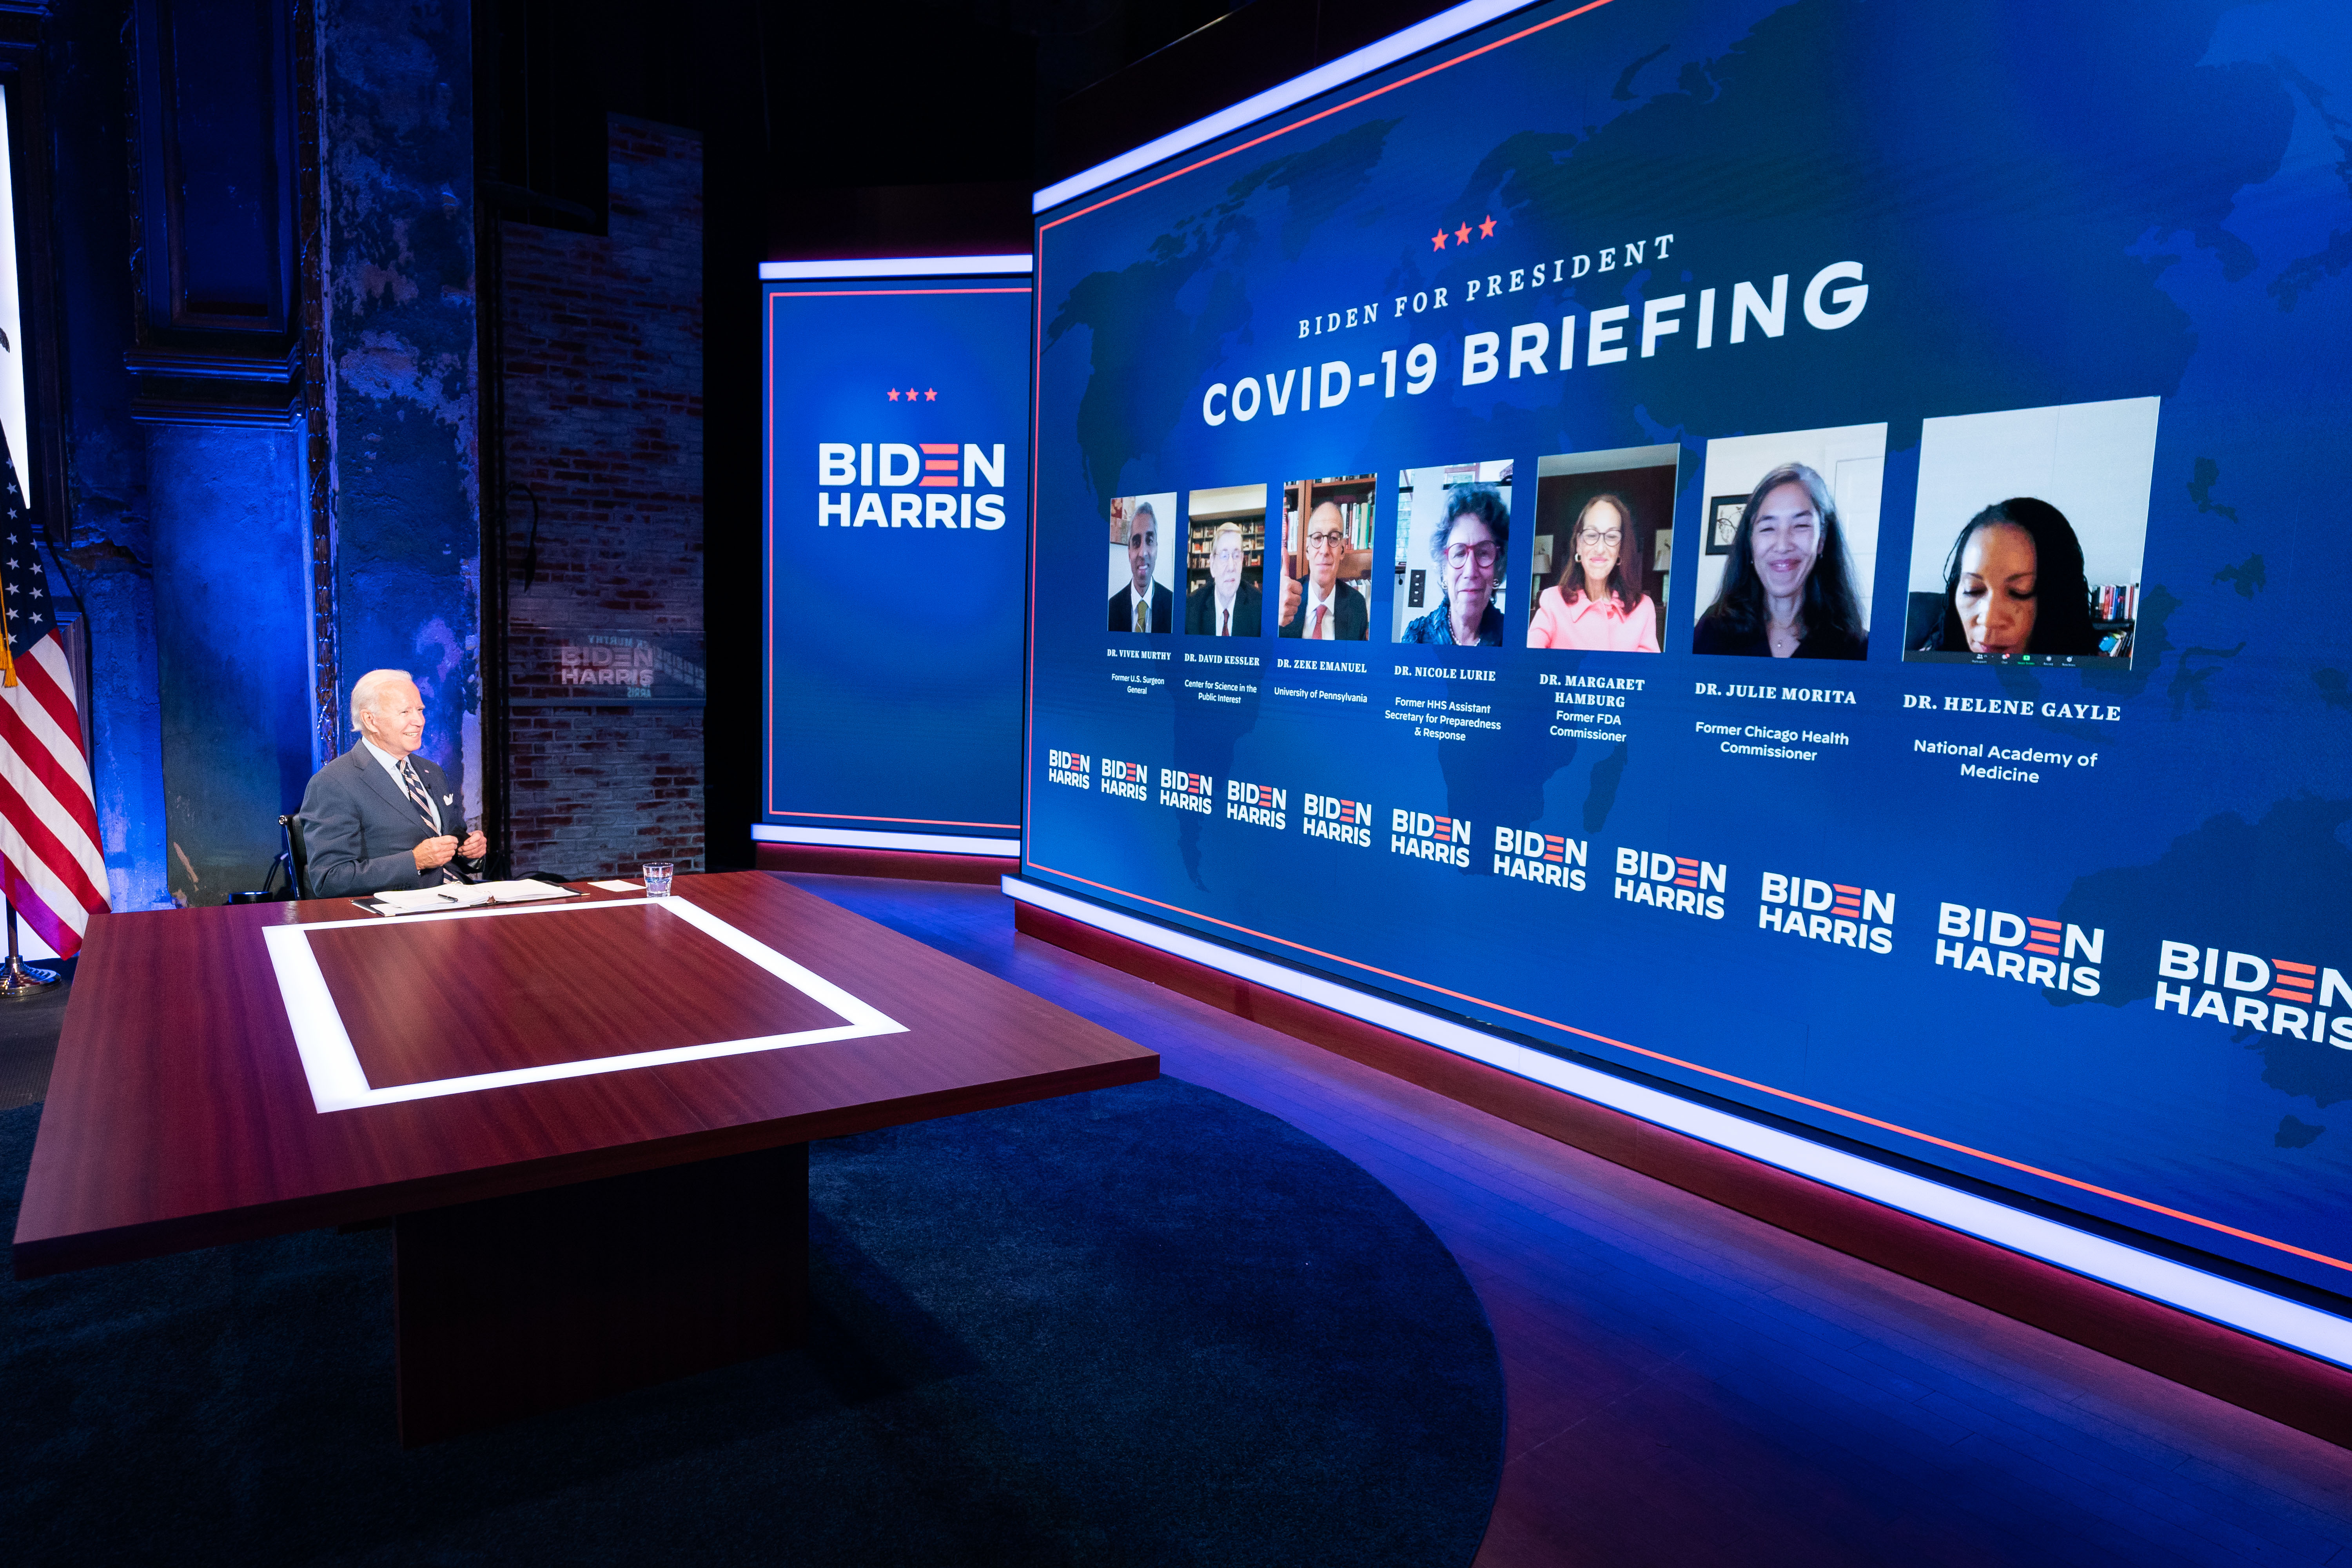 BIDEN
HARRIS
BIDEN FOR PRESIDENT
COVID-19 BRIEFING
DR. VIVEK MURTHY
Former U.S. Surgeon
General
DR. DAVID KESSLER
Center for Science in the
Public Interest
DR. ZEKE EMANUEL
University of Pennsylvania
DR. NICOLE LURIE
Former HHS Assistant
Secretary for Preparedness
& Response
DR. MARGARET
HAMBURG
Former FDA
Commissioner
DR. JULIE MORITA
Former Chicago Health
Commissioner
DR. HELENE GAYLE
National Academy of
Medicine
BIDEN
HARRIS
BIDEN
HARRIS
BIDEN
HARRIS
BIDEN
HARRIS
BIDEN
HARRIS
BIDEN
HARRIS
BIDEN
HARRIS
BIDEN
HARRIS
BIDEN
HARRIS
BIDEN
HARRIS
BIDEN
HARRIS
BIDEN
HARRIS